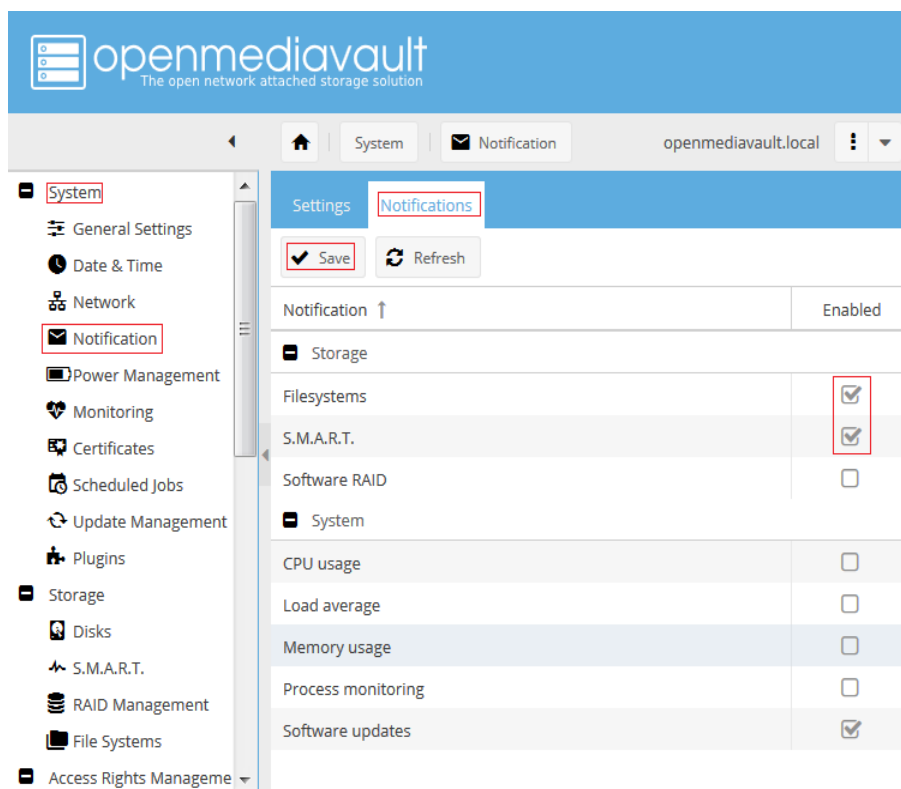 openmediavault
The open network attached storage solution
System
Notification
openmediavault.local
System
General Settings
Date & Time
Network
Notification
Power Management
Monitoring
Certificates
Scheduled Jobs
Update Management
Plugins
Storage
Disks
S.M.A.R.T.
RAID Management
File Systems
Access Rights Manageme
Settings
Notifications
Save
Refresh
Notification
Enabled
Storage
Filesystems
S.M.A.R.T.
Software RAID
System
CPU usage
Load average
Memory usage
Process monitoring
Software updates